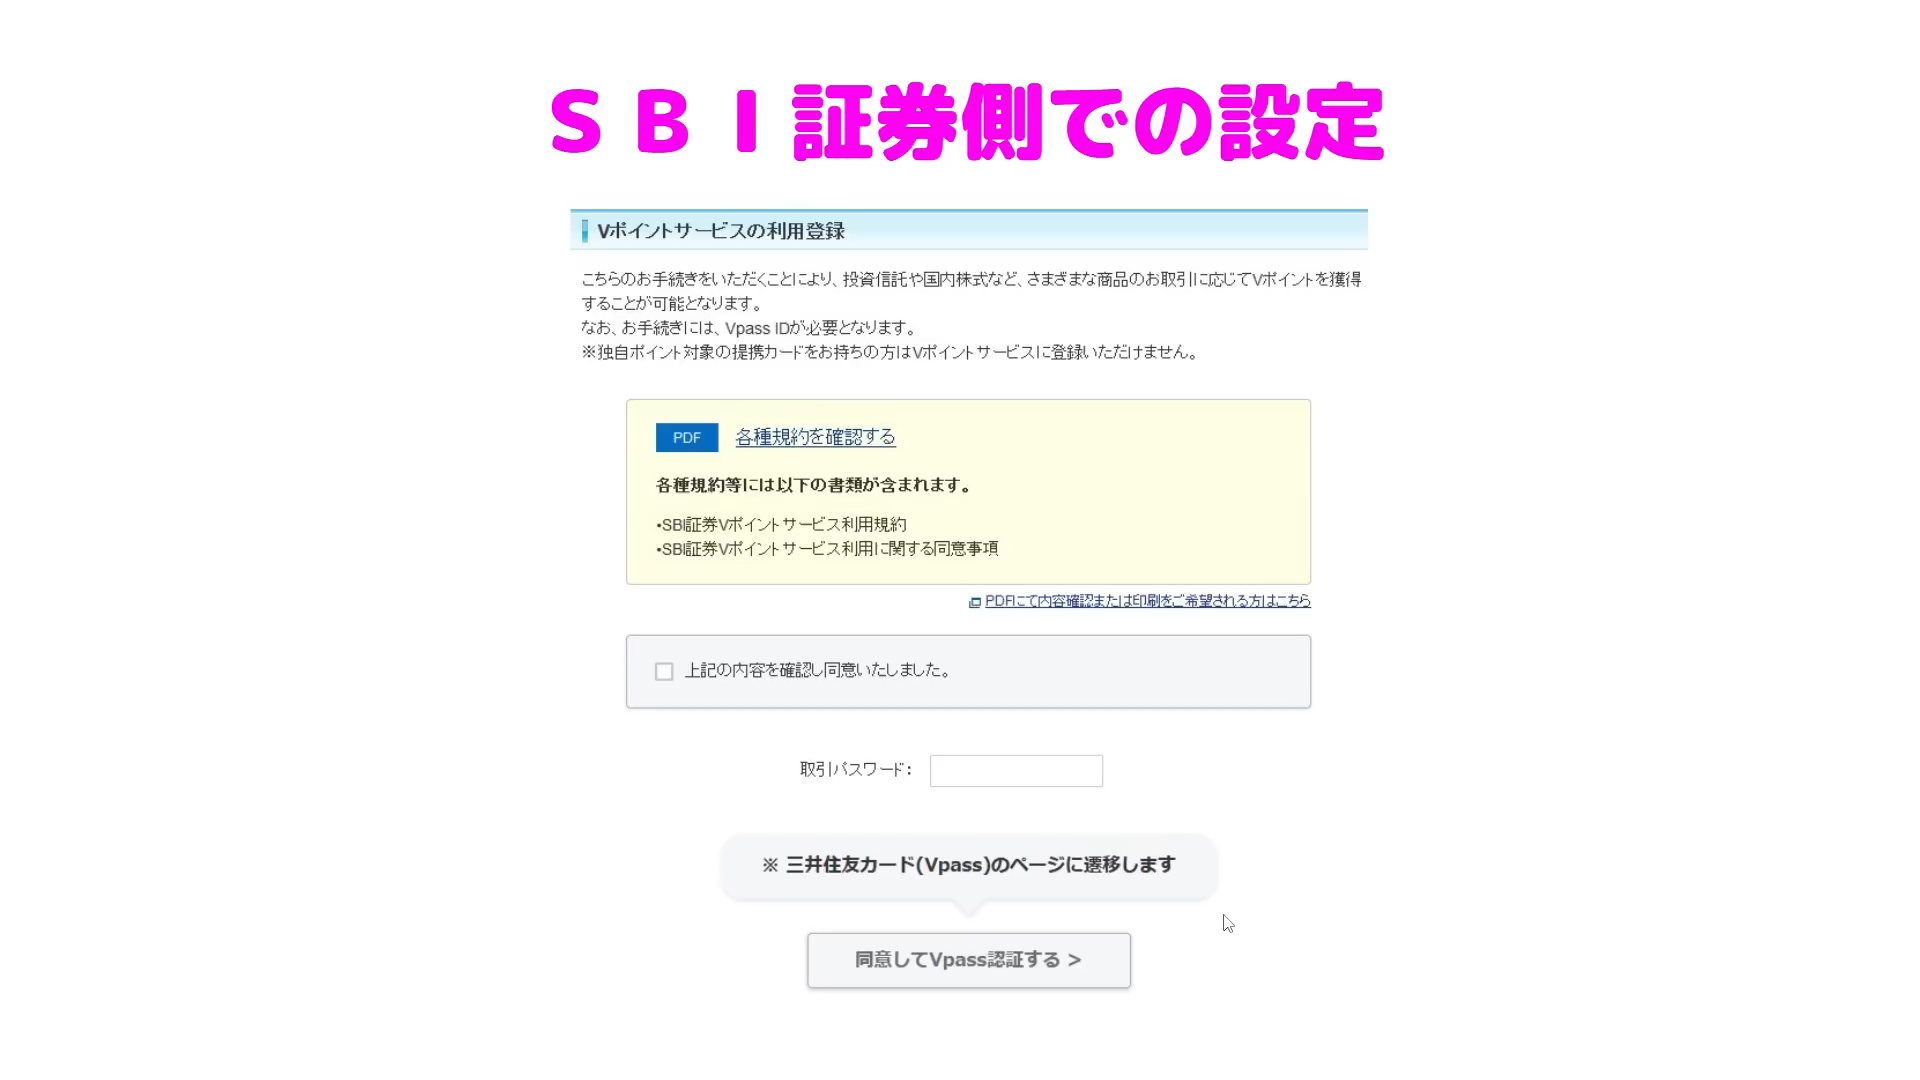 ＳＢＩ証券側での設定
Vポイントサービスの利用登録
こちらのお手続きをいただくことにより、投資信託や国内株式など、さまざまな商品のお取引に応じてVポイントを獲得
することが可能となります。
なお、お手続きには、Vpass IDが必要となります。
※独自ポイント対象の提携カードをお持ちの方はVポイントサービスに登録いただけません。
PDF 各種規約を確認する
各種規約等には以下の書類が含まれます。
•SBI証券Vポイントサービス利用規約
•SBI証券Vポイントサービス利用に関する同意事項
PDFにて内容確認または印刷をご希望される方はこちら
上記の内容を確認し同意いたしました。
取引パスワード：
※ 三井住友カード(Vpass)のページに遷移します
同意してVpass認証する >